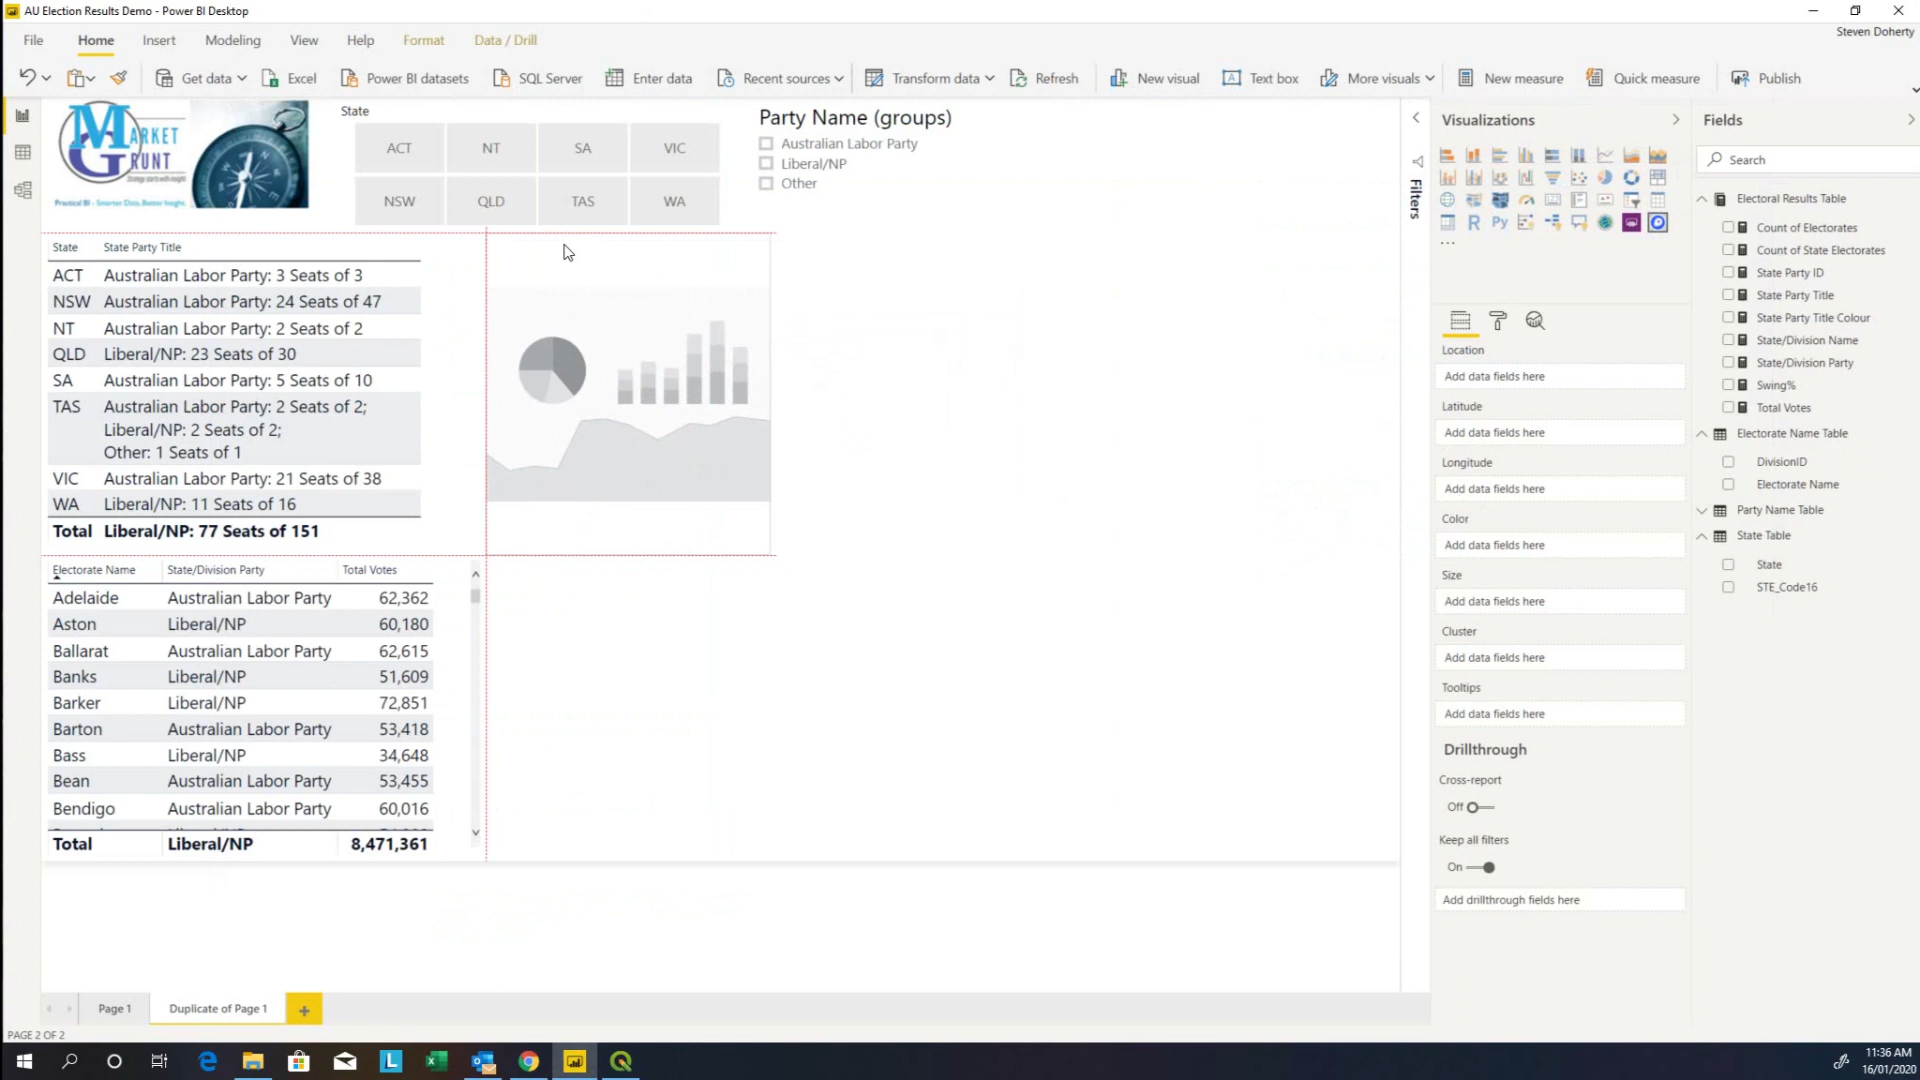 AU Election Results Demo - Power BI Desktop
Steven Doherty
File Home Insert Modeling View Help Format Data / Drill
Get data Excel Power BI datasets SQL Server Enter data Recent sources Transform data Refresh New visual Text box More visuals New measure Quick measure Publish
MARKET
GRUNT
Strategy starts with insight
Practical BI - Smarter Data, Better Insight.
State
ACT NT SA VIC
NSW QLD TAS WA
Party Name (groups)
Australian Labor Party
Liberal/NP
Other
State State Party Title
ACT Australian Labor Party: 3 Seats of 3
NSW Australian Labor Party: 24 Seats of 47
NT Australian Labor Party: 2 Seats of 2
QLD Liberal/NP: 23 Seats of 30
SA Australian Labor Party: 5 Seats of 10
TAS Australian Labor Party: 2 Seats of 2;
Liberal/NP: 2 Seats of 2;
Other: 1 Seats of 1
VIC Australian Labor Party: 21 Seats of 38
WA Liberal/NP: 11 Seats of 16
Total Liberal/NP: 77 Seats of 151
Electorate Name State/Division Party Total Votes
Adelaide Australian Labor Party 62,362
Aston Liberal/NP 60,180
Ballarat Australian Labor Party 62,615
Banks Liberal/NP 51,609
Barker Liberal/NP 72,851
Barton Australian Labor Party 53,418
Bass Liberal/NP 34,648
Bean Australian Labor Party 53,455
Bendigo Australian Labor Party 60,016
Total Liberal/NP 8,471,361
Filters
Visualizations
R Py
...
Location
Add data fields here
Latitude
Add data fields here
Longitude
Add data fields here
Color
Add data fields here
Size
Add data fields here
Cluster
Add data fields here
Tooltips
Add data fields here
Drillthrough
Cross-report
Off
Keep all filters
On
Add drillthrough fields here
Fields
Search
Electoral Results Table
Count of Electorates
Count of State Electorates
State Party ID
State Party Title
State Party Title Colour
State/Division Name
State/Division Party
Swing%
Total Votes
Electorate Name Table
DivisionID
Electorate Name
Party Name Table
State Table
State
STE_Code16
Page 1 Duplicate of Page 1 +
PAGE 2 OF 2
L
11:36 AM
16/01/2020